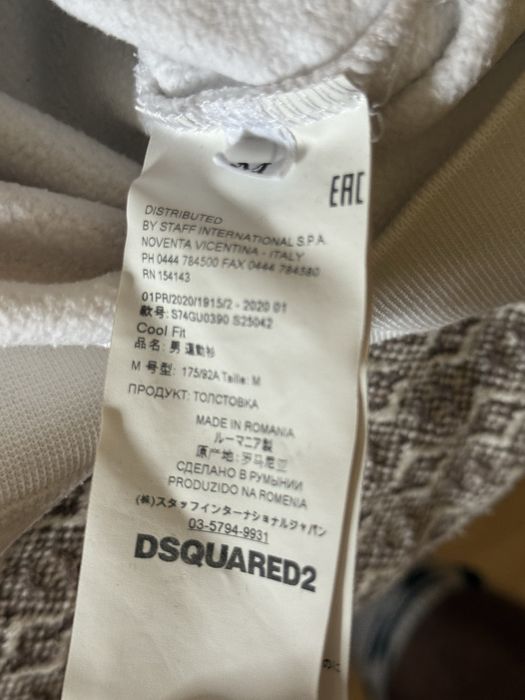 M
EAC
DISTRIBUTED
BY STAFF INTERNATIONAL S.P.A.
NOVENTA VICENTINA - ITALY
PH 0444 784500 FAX 0444 784580
RN 154143
01PRI/2020/1915/2 - 2020 01
款号: S74GU0390 S25042
Cool Fit
品名: 男 運動衫
M 号型: 175/92A Taille: M
ПРОДУКТ: ТОЛСТОВКА
MADE IN ROMANIA
ルーマニア製
原产地: 罗马尼亚
СДЕЛАНО В РУМЫНИИ
PRODUZIDO NA ROMENIA
(株)スタッフインターナショナルジャパン
03-5794-9931
DSQUARED2